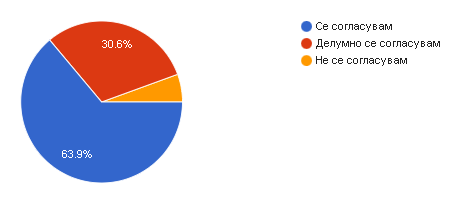 30.6%
63.9%
Се согласувам
Делумно се согласувам
Не се согласувам